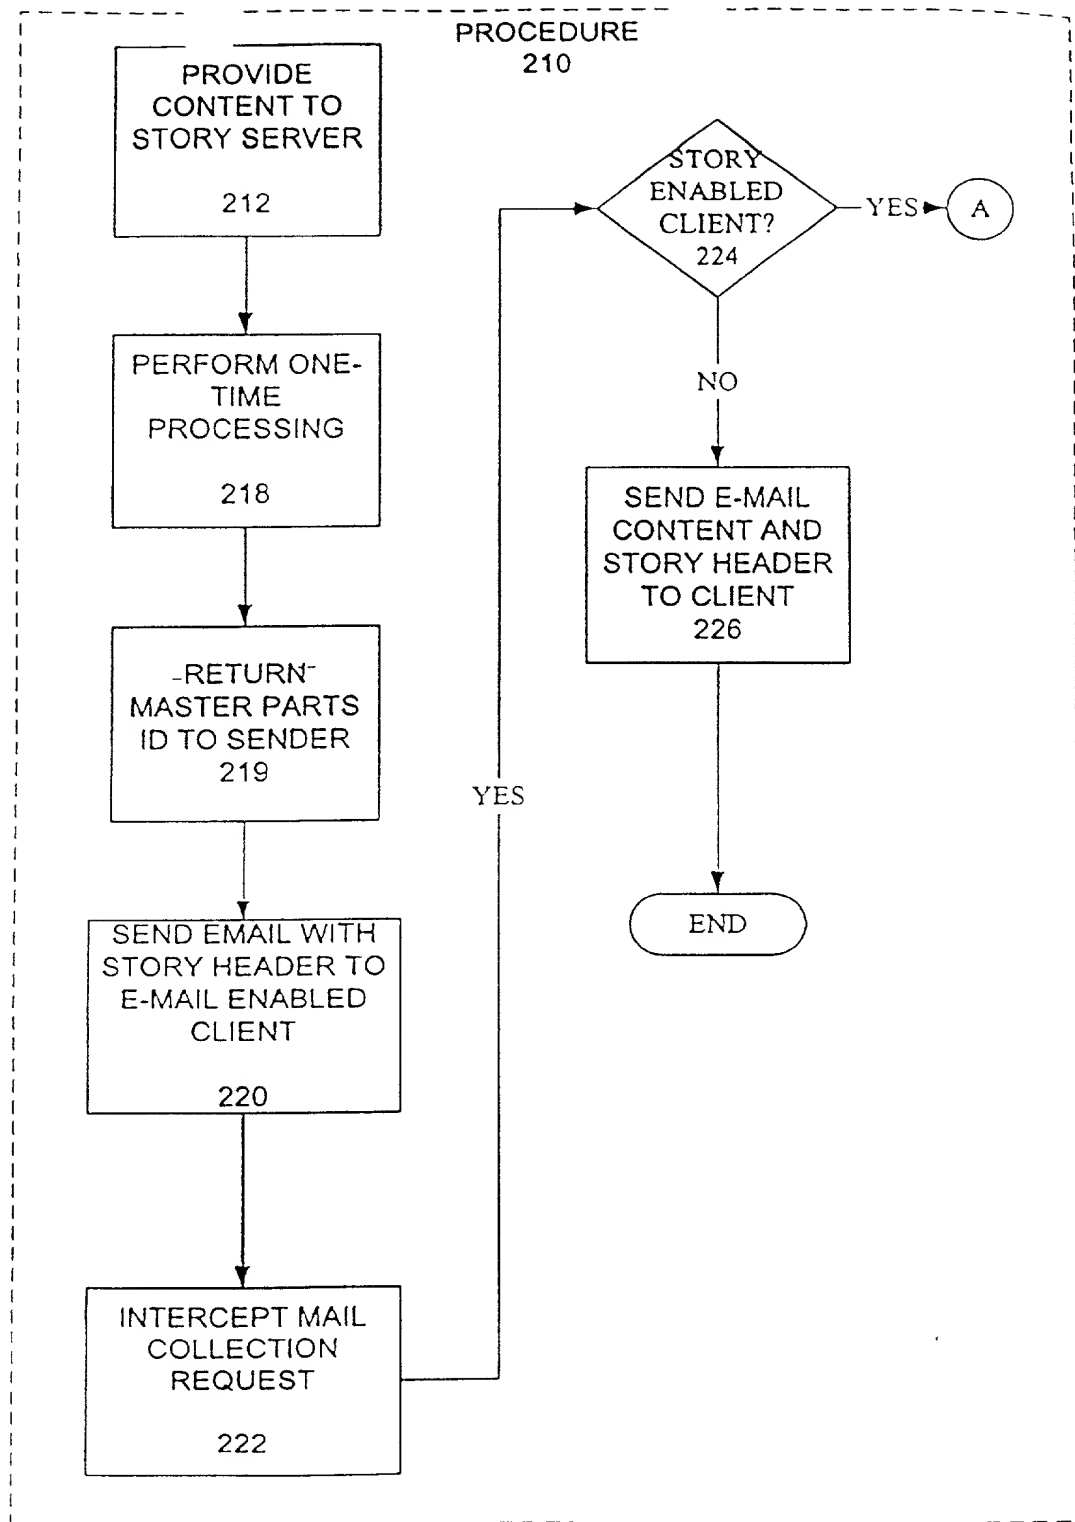 PROCEDURE
210
PROVIDE
CONTENT TO
STORY SERVER
212
PERFORM ONE-
TIME
PROCESSING
218
-RETURN-
MASTER PARTS
ID TO SENDER
219
SEND EMAIL WITH
STORY HEADER TO
E-MAIL ENABLED
CLIENT
220
INTERCEPT MAIL
COLLECTION
REQUEST
222
YES
STORY
ENABLED
CLIENT?
224
YES
A
NO
SEND E-MAIL
CONTENT AND
STORY HEADER
TO CLIENT
226
END